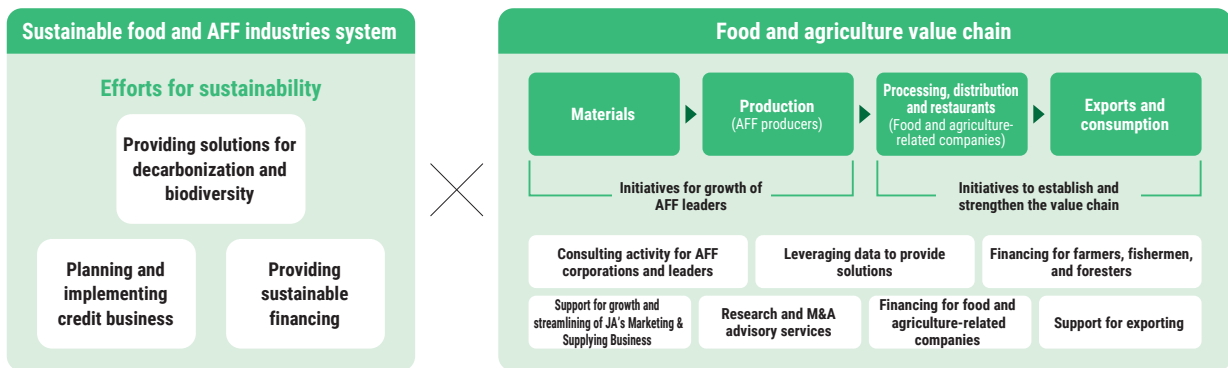 Sustainable food and AFF industries system
Efforts for sustainability
Providing solutions for
decarbonization and
biodiversity
Planning and
implementing
credit business
Providing
sustainable
financing
Food and agriculture value chain
Materials
Production
(AFF producers)
Processing, distribution
and restaurants
(Food and agriculture-
related companies)
Exports and
consumption
Initiatives for growth of
AFF leaders
Initiatives to establish and
strengthen the value chain
Consulting activity for AFF
corporations and leaders
Leveraging data to provide
solutions
Financing for farmers, fishermen,
and foresters
Support for growth and
streamlining of JA's Marketing &
Supplying Business
Research and M&A
advisory services
Financing for food and
agriculture-related
companies
Support for exporting